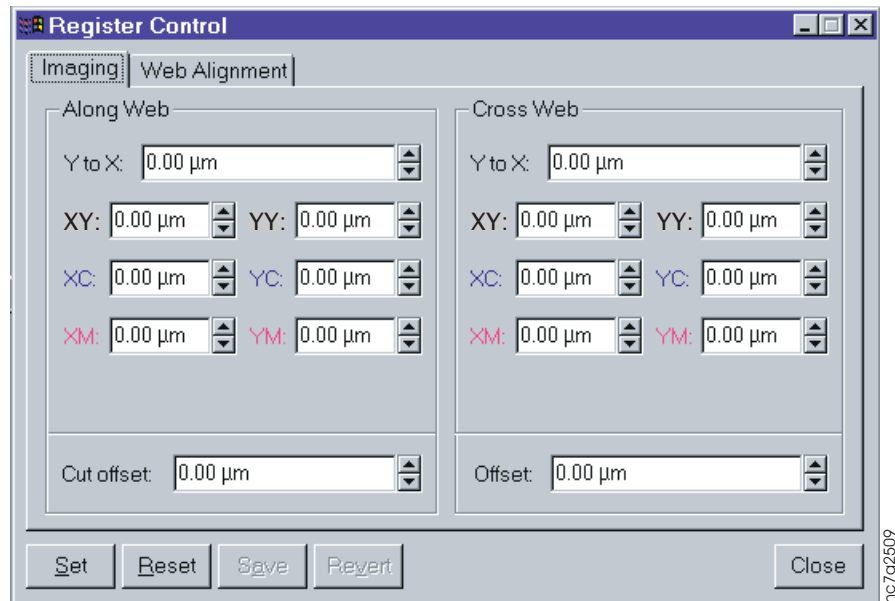 Register Control
Imaging Web Alignment
Along Web
Y to X: 0.00 µm
XY: 0.00 µm YY: 0.00 µm
XC: 0.00 µm YC: 0.00 µm
XM: 0.00 µm YM: 0.00 µm
Cut offset: 0.00 µm
Cross Web
Y to X: 0.00 µm
XY: 0.00 µm YY: 0.00 µm
XC: 0.00 µm YC: 0.00 µm
XM: 0.00 µm YM: 0.00 µm
Offset: 0.00 µm
Set Reset Save Revert Close